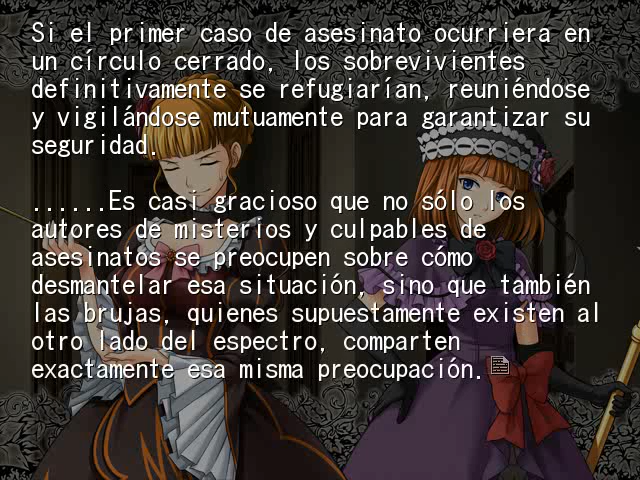 Si el primer caso de asesinato ocurriera en
un círculo cerrado, los sobrevivientes
definitivamente se refugiarían, reuniéndose
y vigilándose mutuamente para garantizar su
seguridad.
......Es casi gracioso que no sólo los
autores de misterios y culpables de
asesinatos se preocupen sobre cómo
desmantelar esa situación, sino que también
las brujas, quienes supuestamente existen al
otro lado del espectro, comparten
exactamente esa misma preocupación.